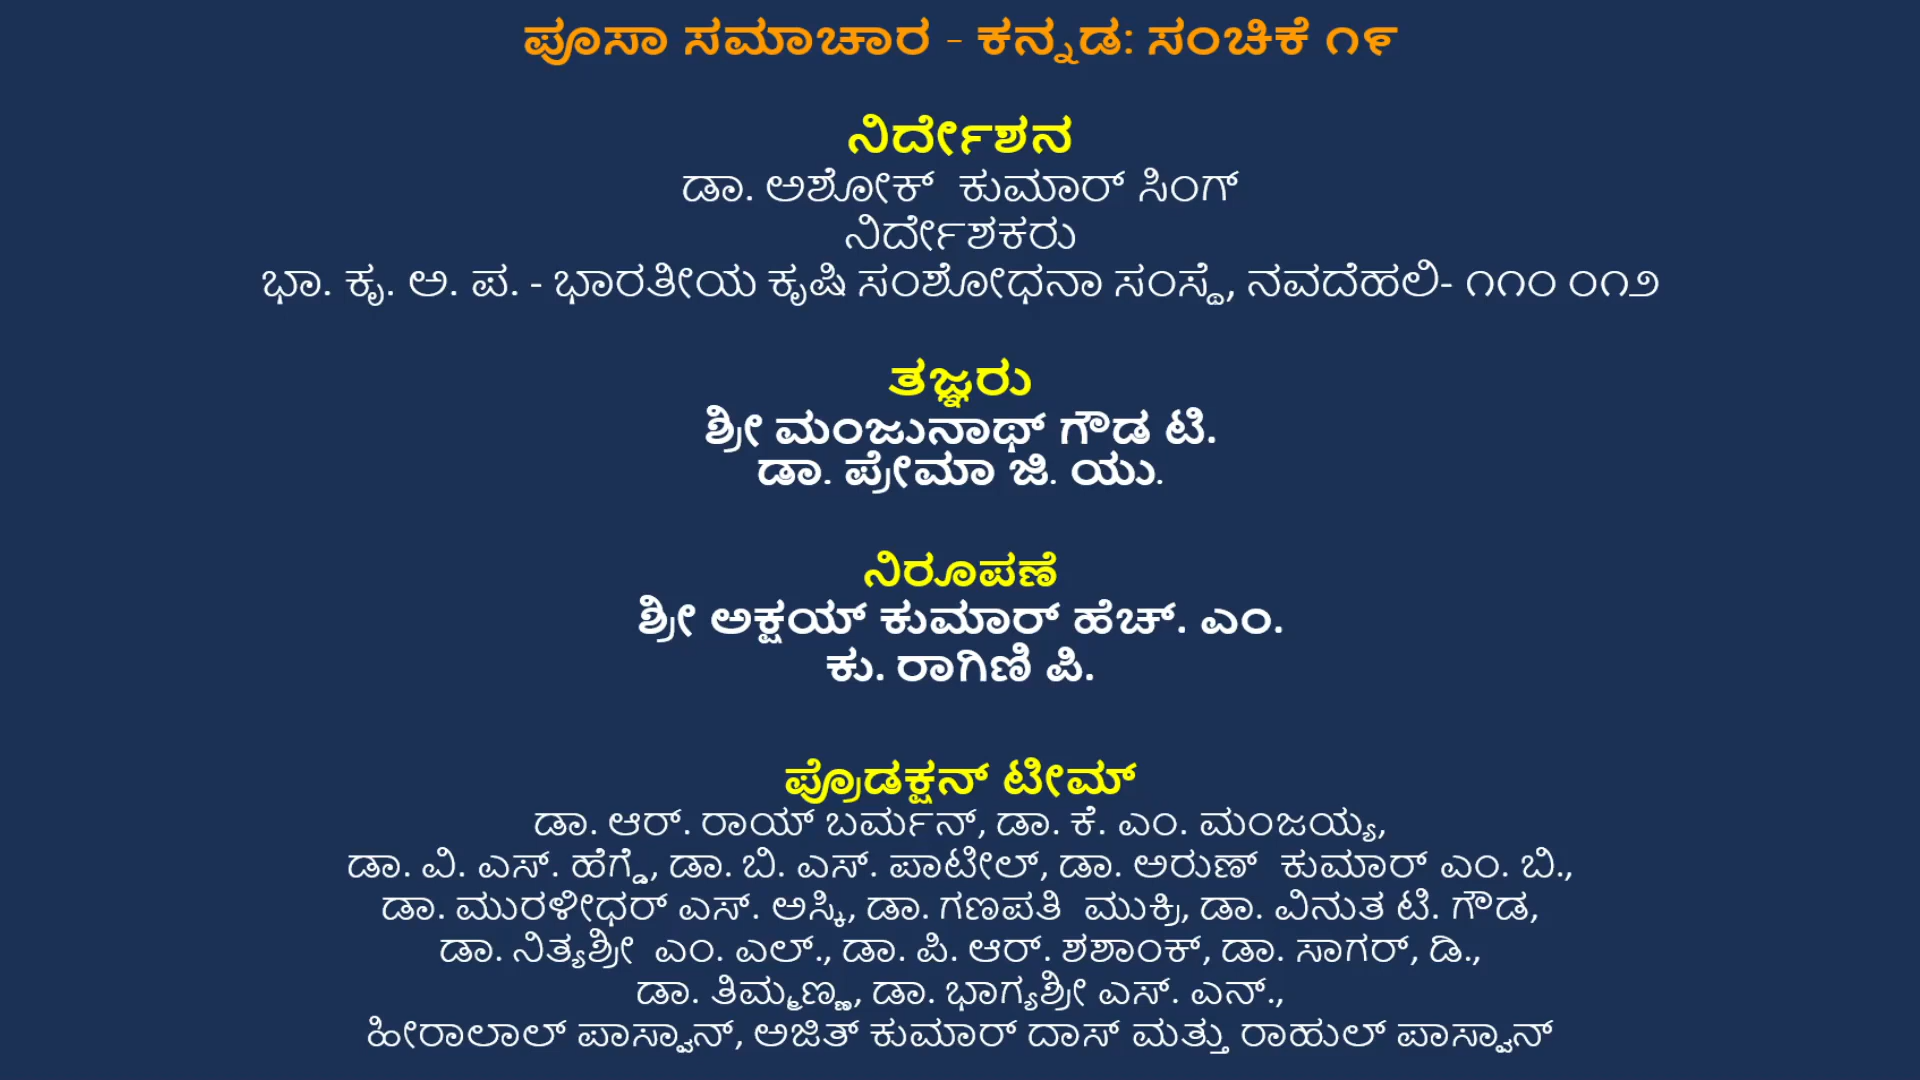 ಪೂಸಾ ಸಮಾಚಾರ - ಕನ್ನಡ: ಸಂಚಿಕೆ ೧೯
ನಿರ್ದೇಶನ
ಡಾ. ಅಶೋಕ್ ಕುಮಾರ್ ಸಿಂಗ್
ನಿರ್ದೇಶಕರು
ಭಾ. ಕೃ. ಅ. ಪ. - ಭಾರತೀಯ ಕೃಷಿ ಸಂಶೋಧನಾ ಸಂಸ್ಥೆ, ನವದೆಹಲಿ- ೧೧೦ ೦೧೨
ತಜ್ಞರು
ಶ್ರೀ ಮಂಜುನಾಥ್ ಗೌಡ ಟಿ.
ಡಾ. ಪ್ರೇಮಾ ಜಿ. ಯು.
ನಿರೂಪಣೆ
ಶ್ರೀ ಅಕ್ಷಯ್ ಕುಮಾರ್ ಹೆಚ್. ಎಂ.
ಕು. ರಾಗಿಣಿ ಪಿ.
ಪ್ರೊಡಕ್ಷನ್ ಟೀಮ್
ಡಾ. ಆರ್. ರಾಯ್ ಬರ್ಮನ್, ಡಾ. ಕೆ. ಎಂ. ಮಂಜಯ್ಯ,
ಡಾ. ವಿ. ಎಸ್. ಹೆಗ್ಡೆ, ಡಾ. ಬಿ. ಎಸ್. ಪಾಟೀಲ್, ಡಾ. ಅರುಣ್ ಕುಮಾರ್ ಎಂ. ಬಿ.,
ಡಾ. ಮುರಳೀಧರ್ ಎಸ್. ಅಸ್ಕಿ, ಡಾ. ಗಣಪತಿ ಮುಕ್ರಿ, ಡಾ. ವಿನುತ ಟಿ. ಗೌಡ,
ಡಾ. ನಿತ್ಯಶ್ರೀ ಎಂ. ಎಲ್., ಡಾ. ಪಿ. ಆರ್. ಶಶಾಂಕ್, ಡಾ. ಸಾಗರ್, ಡಿ.,
ಡಾ. ತಿಮ್ಮಣ್ಣ, ಡಾ. ಭಾಗ್ಯಶ್ರೀ ಎಸ್. ಎನ್.,
ಹೀರಾಲಾಲ್ ಪಾಸ್ವಾನ್, ಅಜಿತ್ ಕುಮಾರ್ ದಾಸ್ ಮತ್ತು ರಾಹುಲ್ ಪಾಸ್ವಾನ್